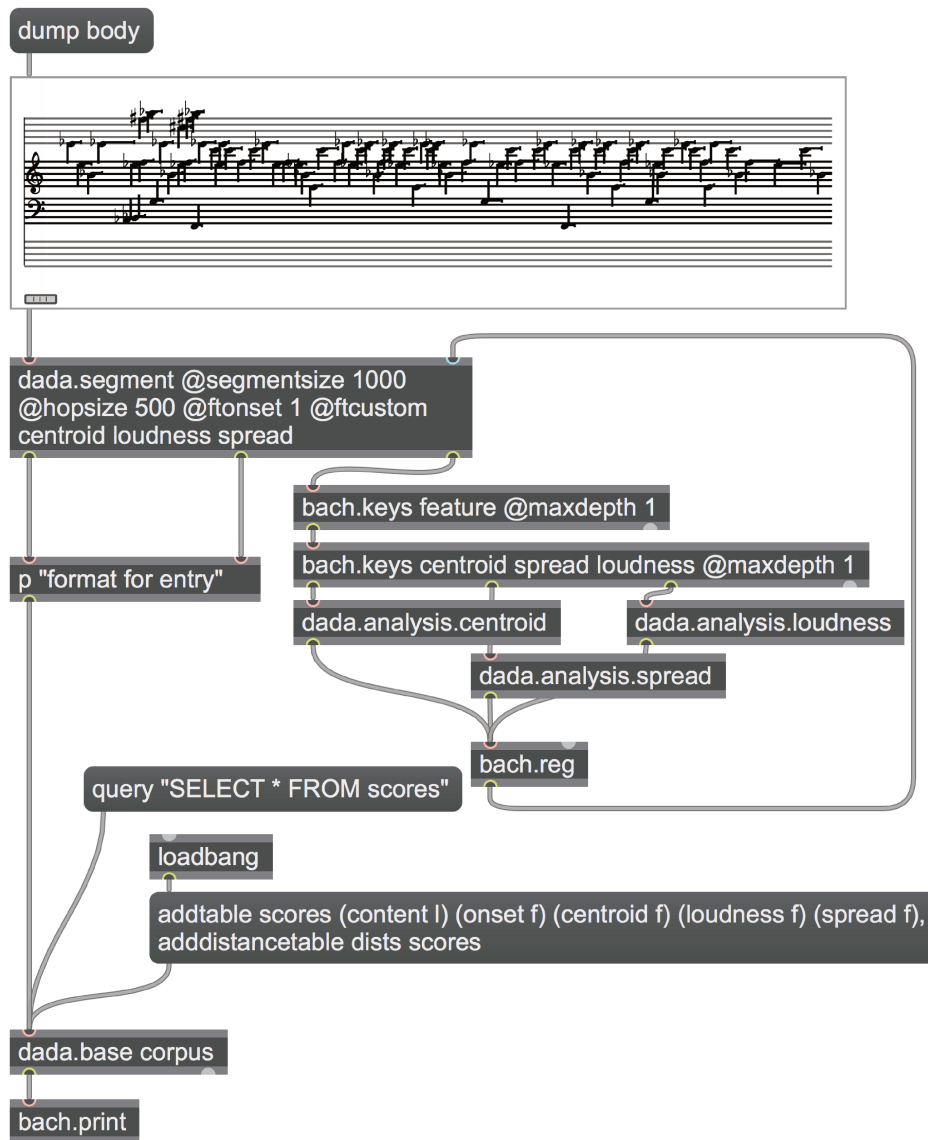 dump body
dada.segment @segmentsize 1000
@hopsize 500 @ftonset 1 @ftcustom
centroid loudness spread
bach.keys feature @maxdepth 1
bach.keys centroid spread loudness @maxdepth 1
p "format for entry"
dada.analysis.centroid
dada.analysis.loudness
dada.analysis.spread
bach.reg
query "SELECT * FROM scores"
loadbang
addtable scores (content l) (onset f) (centroid f) (loudness f) (spread f),
adddistancetable dists scores
dada.base corpus
bach.print